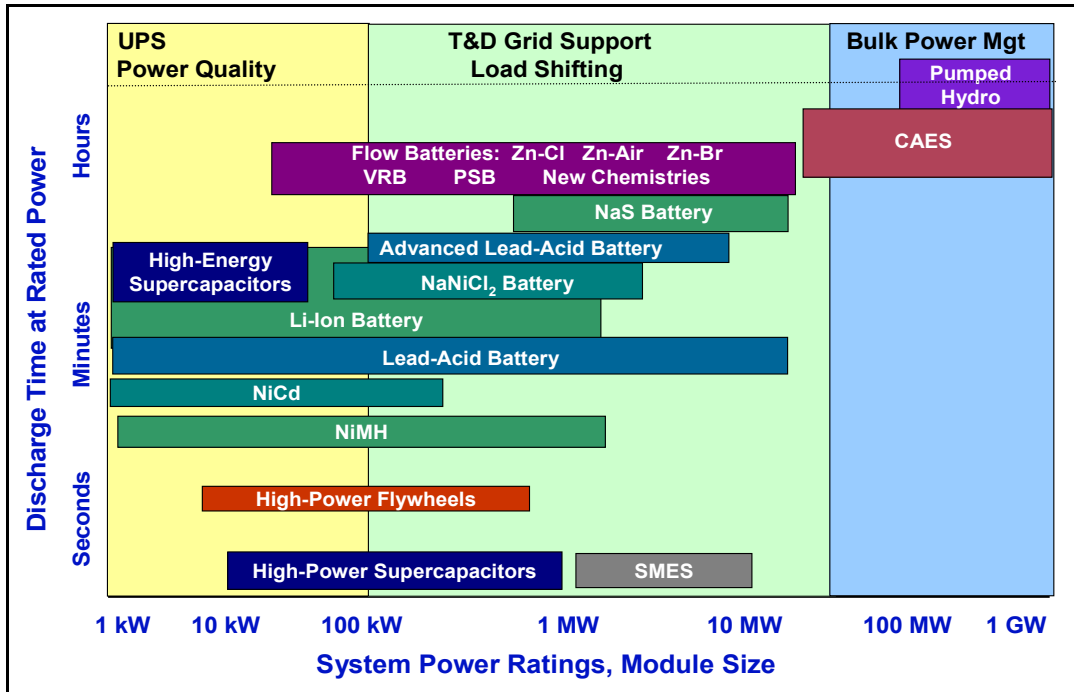 UPS
Power Quality
T&D Grid Support
Load Shifting
Bulk Power Mgt
Pumped
Hydro
CAES
Flow Batteries: Zn-Cl Zn-Air Zn-Br
VRB PSB New Chemistries
NaS Battery
Advanced Lead-Acid Battery
High-Energy
Supercapacitors
NaNiCl₂ Battery
Li-Ion Battery
Lead-Acid Battery
NiCd
NiMH
High-Power Flywheels
High-Power Supercapacitors
SMES
Discharge Time at Rated Power
Hours
Minutes
Seconds
1 kW 10 kW 100 kW 1 MW 10 MW 100 MW 1 GW
System Power Ratings, Module Size